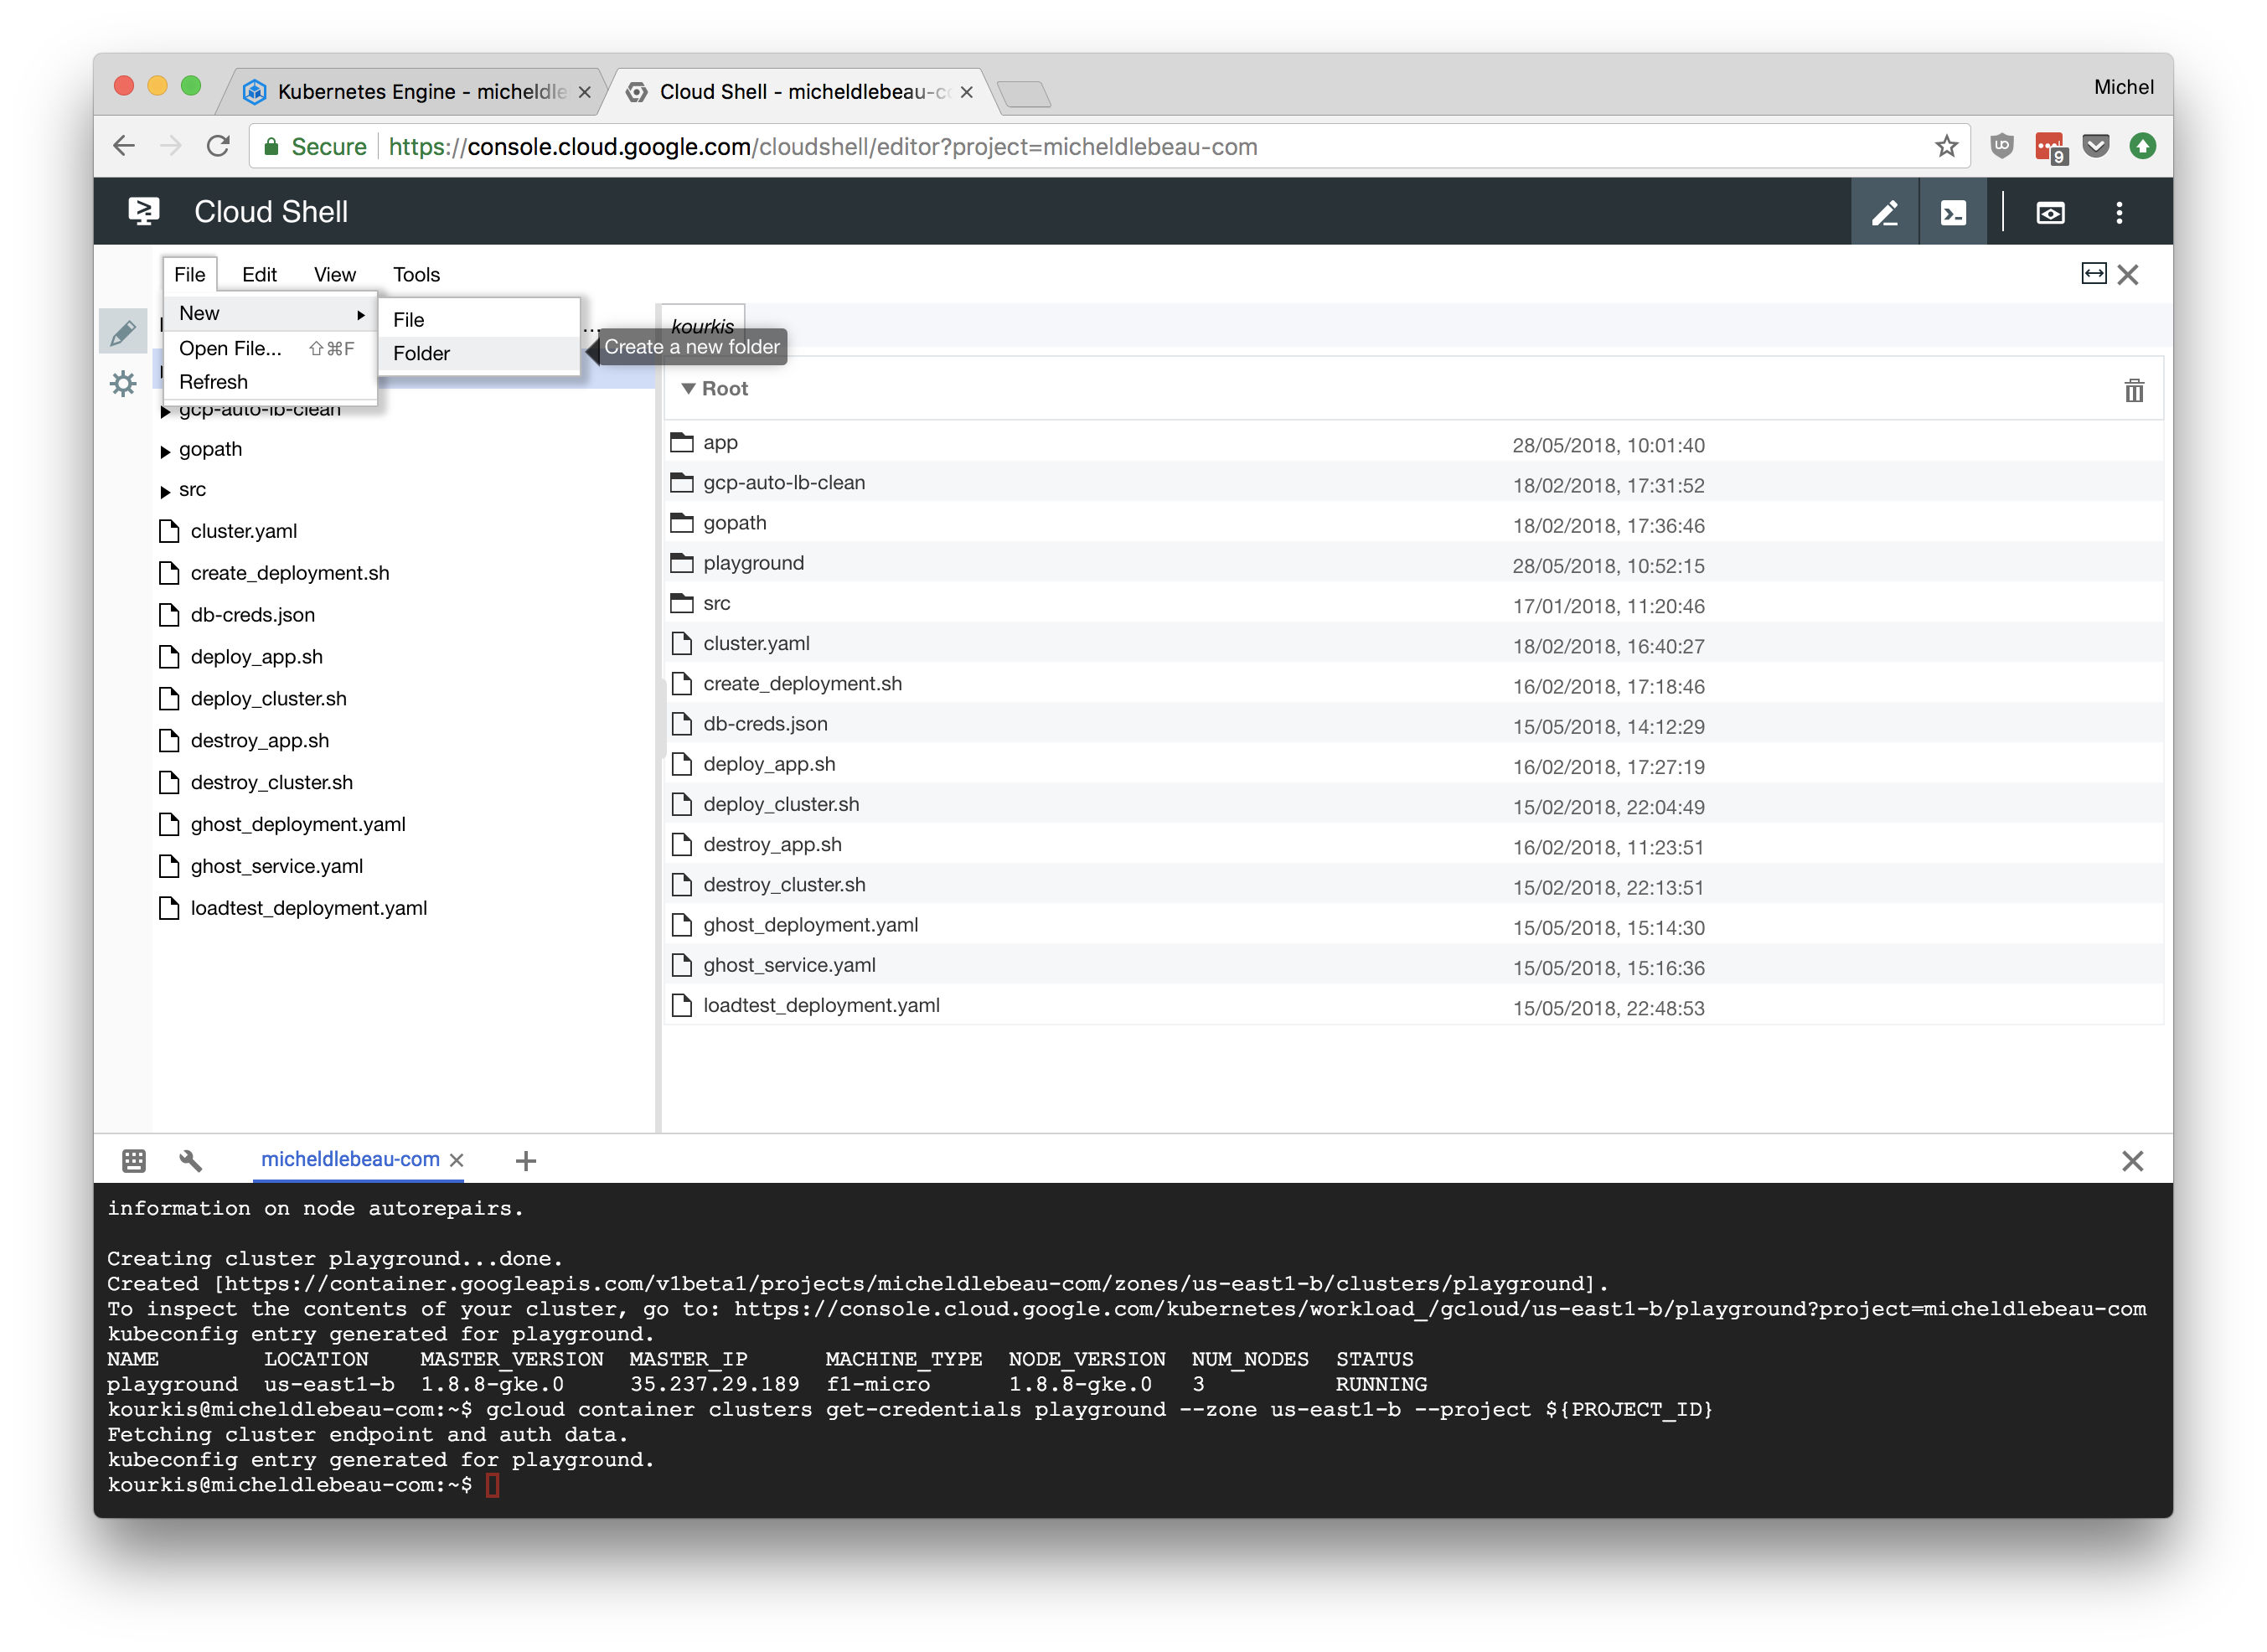 Kubernetes Engine - micheldle
Cloud Shell - micheldlebeau-c
Michel
Secure https://console.cloud.google.com/cloudshell/editor?project=micheldlebeau-com
9
Cloud Shell
File Edit View Tools
New
Open File... ⇧⌘F
Refresh
File
Folder
...
kourkis
Create a new folder
gcp-auto-lb-clean
gopath
src
cluster.yaml
create_deployment.sh
db-creds.json
deploy_app.sh
deploy_cluster.sh
destroy_app.sh
destroy_cluster.sh
ghost_deployment.yaml
ghost_service.yaml
loadtest_deployment.yaml
Root
app 28/05/2018, 10:01:40
gcp-auto-lb-clean 18/02/2018, 17:31:52
gopath 18/02/2018, 17:36:46
playground 28/05/2018, 10:52:15
src 17/01/2018, 11:20:46
cluster.yaml 18/02/2018, 16:40:27
create_deployment.sh 16/02/2018, 17:18:46
db-creds.json 15/05/2018, 14:12:29
deploy_app.sh 16/02/2018, 17:27:19
deploy_cluster.sh 15/02/2018, 22:04:49
destroy_app.sh 16/02/2018, 11:23:51
destroy_cluster.sh 15/02/2018, 22:13:51
ghost_deployment.yaml 15/05/2018, 15:14:30
ghost_service.yaml 15/05/2018, 15:16:36
loadtest_deployment.yaml 15/05/2018, 22:48:53
micheldlebeau-com
information on node autorepairs.
Creating cluster playground...done.
Created [https://container.googleapis.com/v1beta1/projects/micheldlebeau-com/zones/us-east1-b/clusters/playground].
To inspect the contents of your cluster, go to: https://console.cloud.google.com/kubernetes/workload_/gcloud/us-east1-b/playground?project=micheldlebeau-com
kubeconfig entry generated for playground.
NAME LOCATION MASTER_VERSION MASTER_IP MACHINE_TYPE NODE_VERSION NUM_NODES STATUS
playground us-east1-b 1.8.8-gke.0 35.237.29.189 f1-micro 1.8.8-gke.0 3 RUNNING
kourkis@micheldlebeau-com:~$ gcloud container clusters get-credentials playground --zone us-east1-b --project ${PROJECT_ID}
Fetching cluster endpoint and auth data.
kubeconfig entry generated for playground.
kourkis@micheldlebeau-com:~$